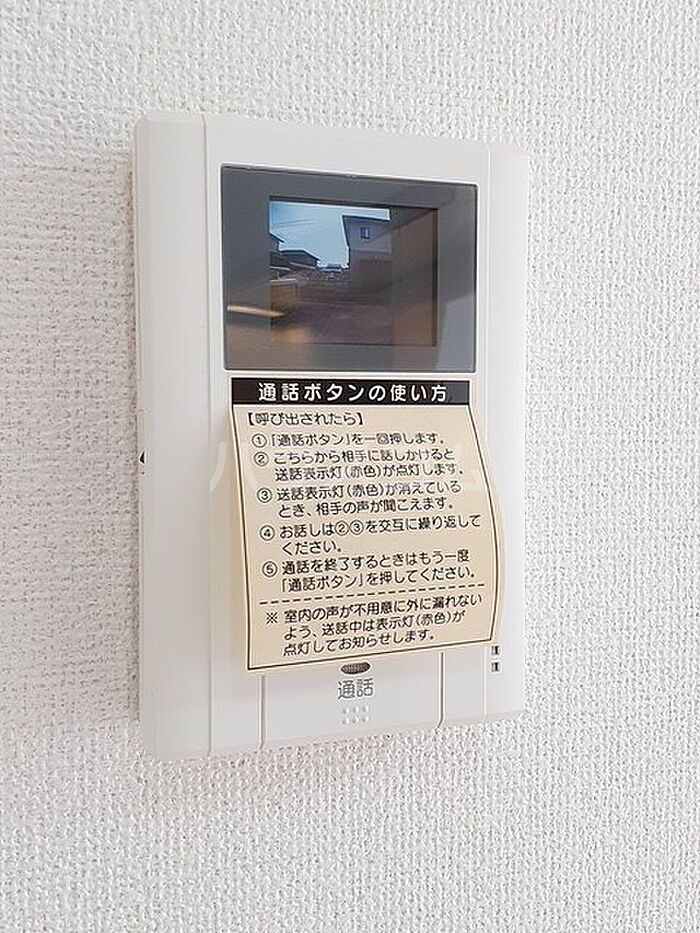 通話ボタンの使い方
【呼び出されたら】
①「通話ボタン」を一回押します。
② こちらから相手に話しかけると
送話表示灯(赤色)が点灯します。
③ 送話表示灯(赤色)が消えている
とき、相手の声が聞こえます。
④ お話しは②③を交互に繰り返して
ください。
⑤ 通話を終了するときはもう一度
「通話ボタン」を押してください。
※ 室内の声が不用意に外に漏れない
よう、送話中は表示灯(赤色)が
点灯してお知らせします。
通話